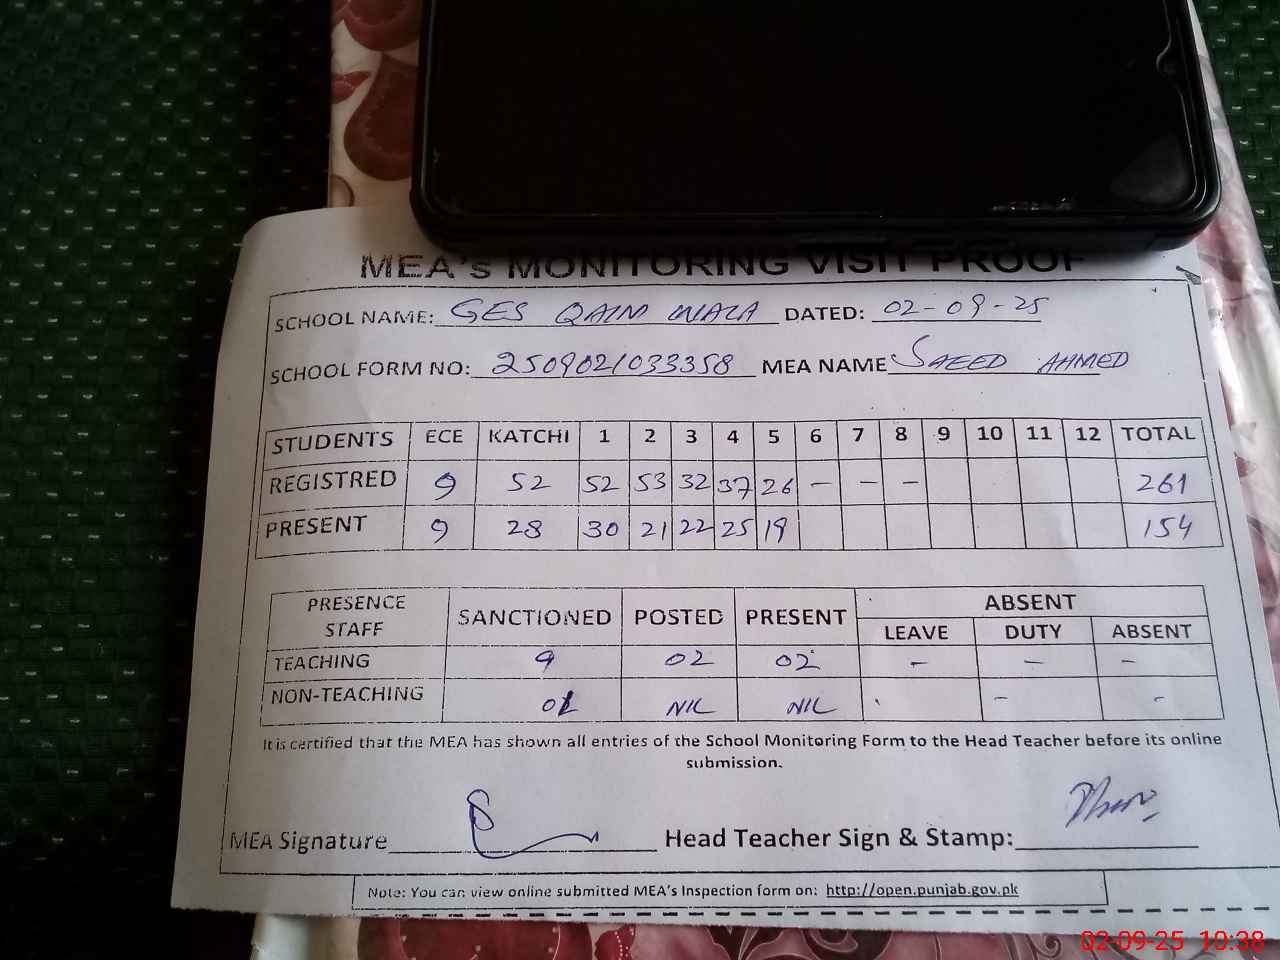 MEA's MONITORING VISIT PROOF
SCHOOL NAME: GES QAIM WALA DATED: 02-09-25
SCHOOL FORM NO: 2509021033358 MEA NAME SAEED AHMED
STUDENTS ECE KATCHI 1 2 3 4 5 6 7 8 9 10 11 12 TOTAL
REGISTRED 9 52 52 53 32 37 26 - - - 261
PRESENT 9 28 30 21 22 25 19 154
PRESENCE STAFF SANCTIONED POSTED PRESENT ABSENT
LEAVE DUTY ABSENT
TEACHING 9 02 02 - - -
NON-TEACHING 01 NIL NIL - -
It is certified that the MEA has shown all entries of the School Monitoring Form to the Head Teacher before its online
submission.
MEA Signature Head Teacher Sign & Stamp:
Note: You can view online submitted MEA's Inspection form on: http://open.punjab.gov.pk
02-09-25 10:38